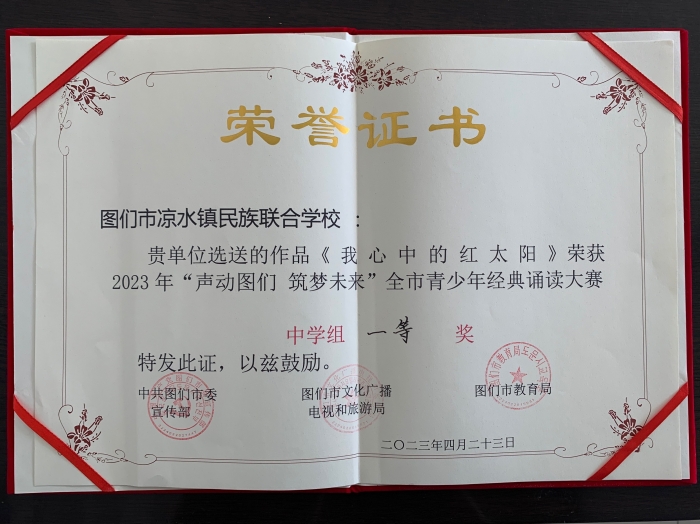 荣誉证书
图们市凉水镇民族联合学校：
贵单位选送的作品《我心中的红太阳》荣获
2023年“声动图们 筑梦未来”全市青少年经典诵读大赛
中学组 一等 奖
特发此证，以兹鼓励。
中共图们市委
宣传部
图们市文化广播
电视和旅游局
图们市教育局
二〇二三年四月二十三日